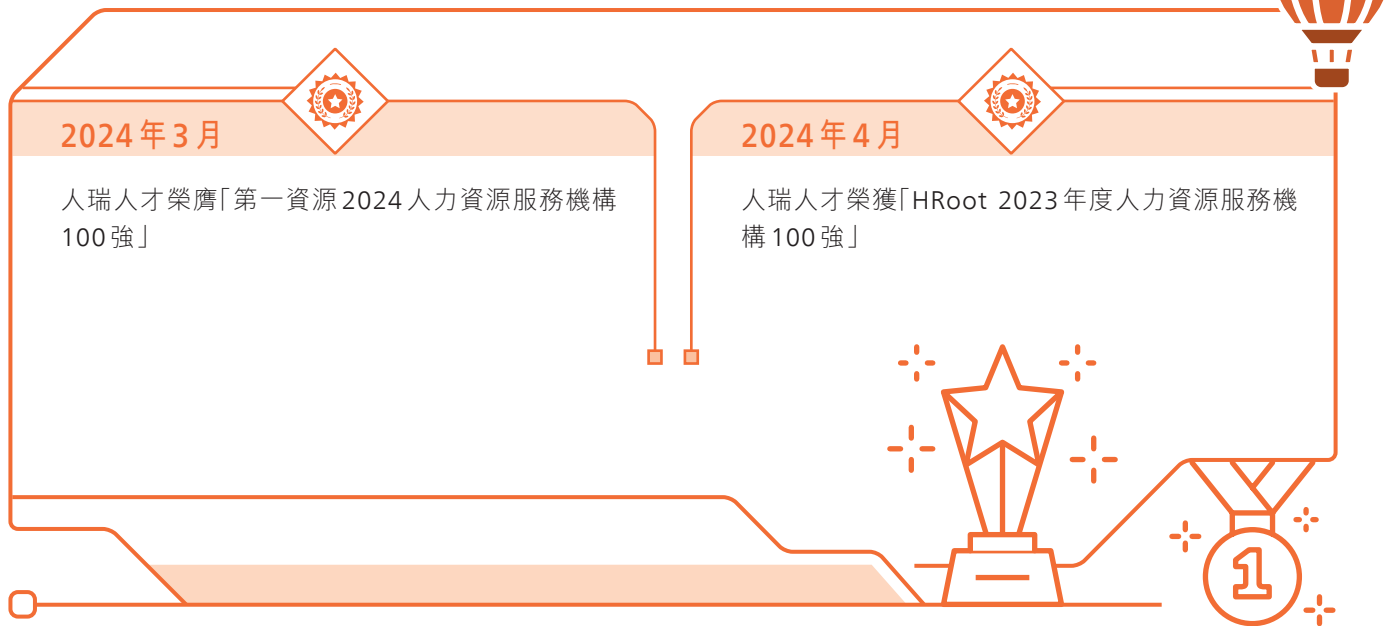 2024年3月
人瑞人才榮膺「第一資源2024人力資源服務機構
100強」
2024年4月
人瑞人才榮獲「HRoot 2023年度人力資源服務機
構100強」
1